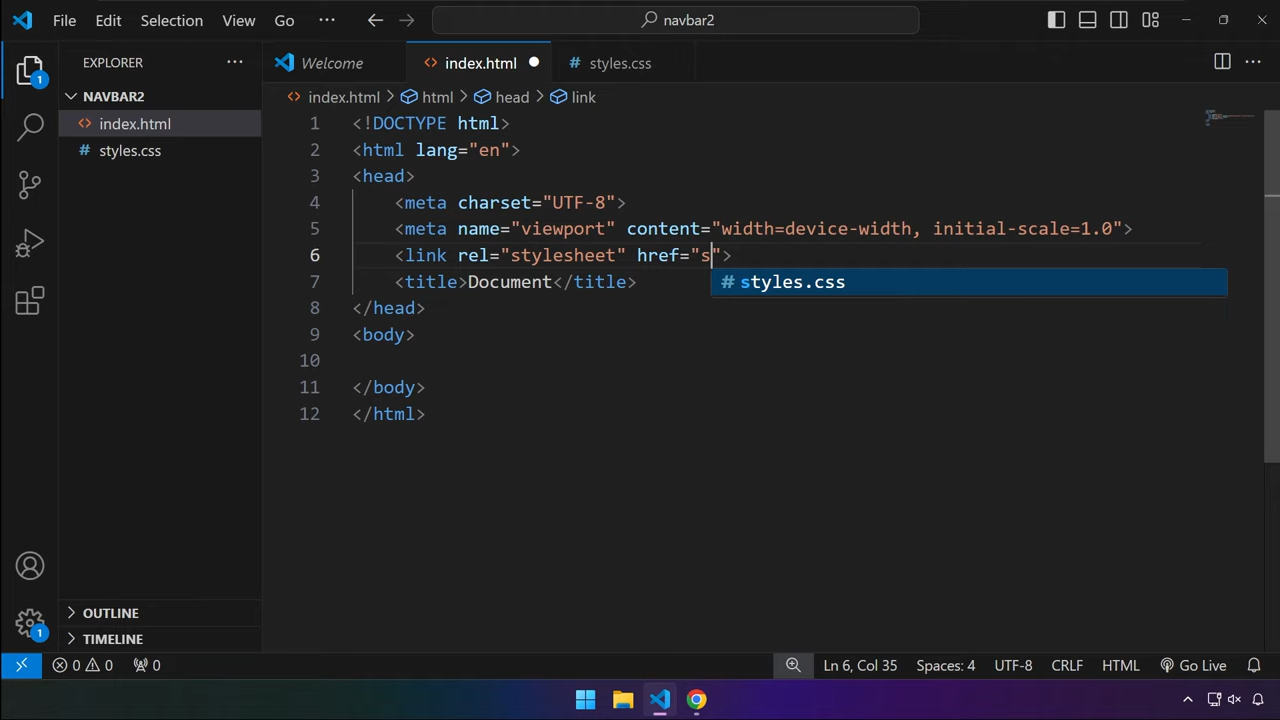 File Edit Selection View Go ··· navbar2
EXPLORER ···
Welcome index.html styles.css ···
NAVBAR2
index.html
styles.css
index.html > html > head > link
1 <!DOCTYPE html>
2 <html lang="en">
3 <head>
4     <meta charset="UTF-8">
5     <meta name="viewport" content="width=device-width, initial-scale=1.0">
6     <link rel="stylesheet" href="s">
# styles.css
7     <title>Document</title>
8 </head>
9 <body>
10
11 </body>
12 </html>
1
1
OUTLINE
TIMELINE
0 0 0 Ln 6, Col 35 Spaces: 4 UTF-8 CRLF HTML Go Live